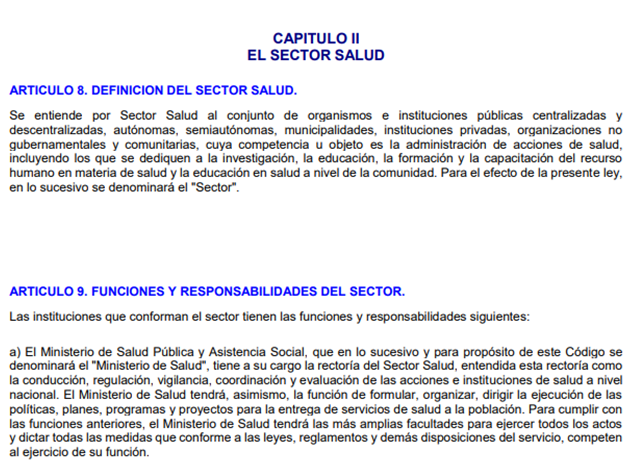 CAPITULO II
EL SECTOR SALUD
ARTICULO 8. DEFINICION DEL SECTOR SALUD.
Se entiende por Sector Salud al conjunto de organismos e instituciones públicas centralizadas y
descentralizadas, autónomas, semiautónomas, municipalidades, instituciones privadas, organizaciones no
gubernamentales y comunitarias, cuya competencia u objeto es la administración de acciones de salud,
incluyendo los que se dediquen a la investigación, la educación, la formación y la capacitación del recurso
humano en materia de salud y la educación en salud a nivel de la comunidad. Para el efecto de la presente ley,
en lo sucesivo se denominará el "Sector".
ARTICULO 9. FUNCIONES Y RESPONSABILIDADES DEL SECTOR.
Las instituciones que conforman el sector tienen las funciones y responsabilidades siguientes:
a) El Ministerio de Salud Pública y Asistencia Social, que en lo sucesivo y para propósito de este Código se
denominará el "Ministerio de Salud", tiene a su cargo la rectoría del Sector Salud, entendida esta rectoría como
la conducción, regulación, vigilancia, coordinación y evaluación de las acciones e instituciones de salud a nivel
nacional. El Ministerio de Salud tendrá, asimismo, la función de formular, organizar, dirigir la ejecución de las
políticas, planes, programas y proyectos para la entrega de servicios de salud a la población. Para cumplir con
las funciones anteriores, el Ministerio de Salud tendrá las más amplias facultades para ejercer todos los actos
y dictar todas las medidas que conforme a las leyes, reglamentos y demás disposiciones del servicio, competen
al ejercicio de su función.